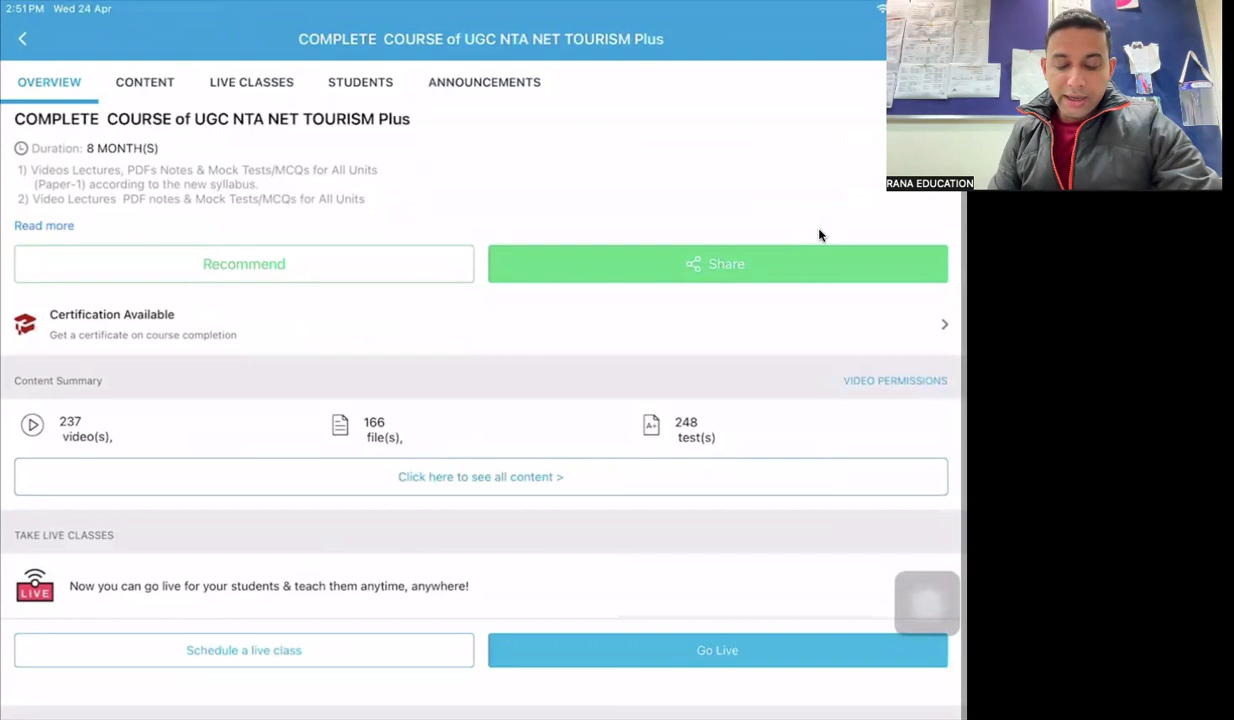 2:51PM Wed 24 Apr
COMPLETE COURSE of UGC NTA NET TOURISM Plus
OVERVIEW CONTENT LIVE CLASSES STUDENTS ANNOUNCEMENTS
COMPLETE COURSE of UGC NTA NET TOURISM Plus
Duration: 8 MONTH(S)
1) Videos Lectures, PDFs Notes & Mock Tests/MCQs for All Units
(Paper-1) according to the new syllabus.
2) Video Lectures PDF notes & Mock Tests/MCQs for All Units
Read more
Recommend Share
Certification Available
Get a certificate on course completion
Content Summary VIDEO PERMISSIONS
237 166 248
video(s), file(s), test(s)
A+
Click here to see all content >
TAKE LIVE CLASSES
LIVE
Now you can go live for your students & teach them anytime, anywhere!
Schedule a live class Go Live
RANA EDUCATION